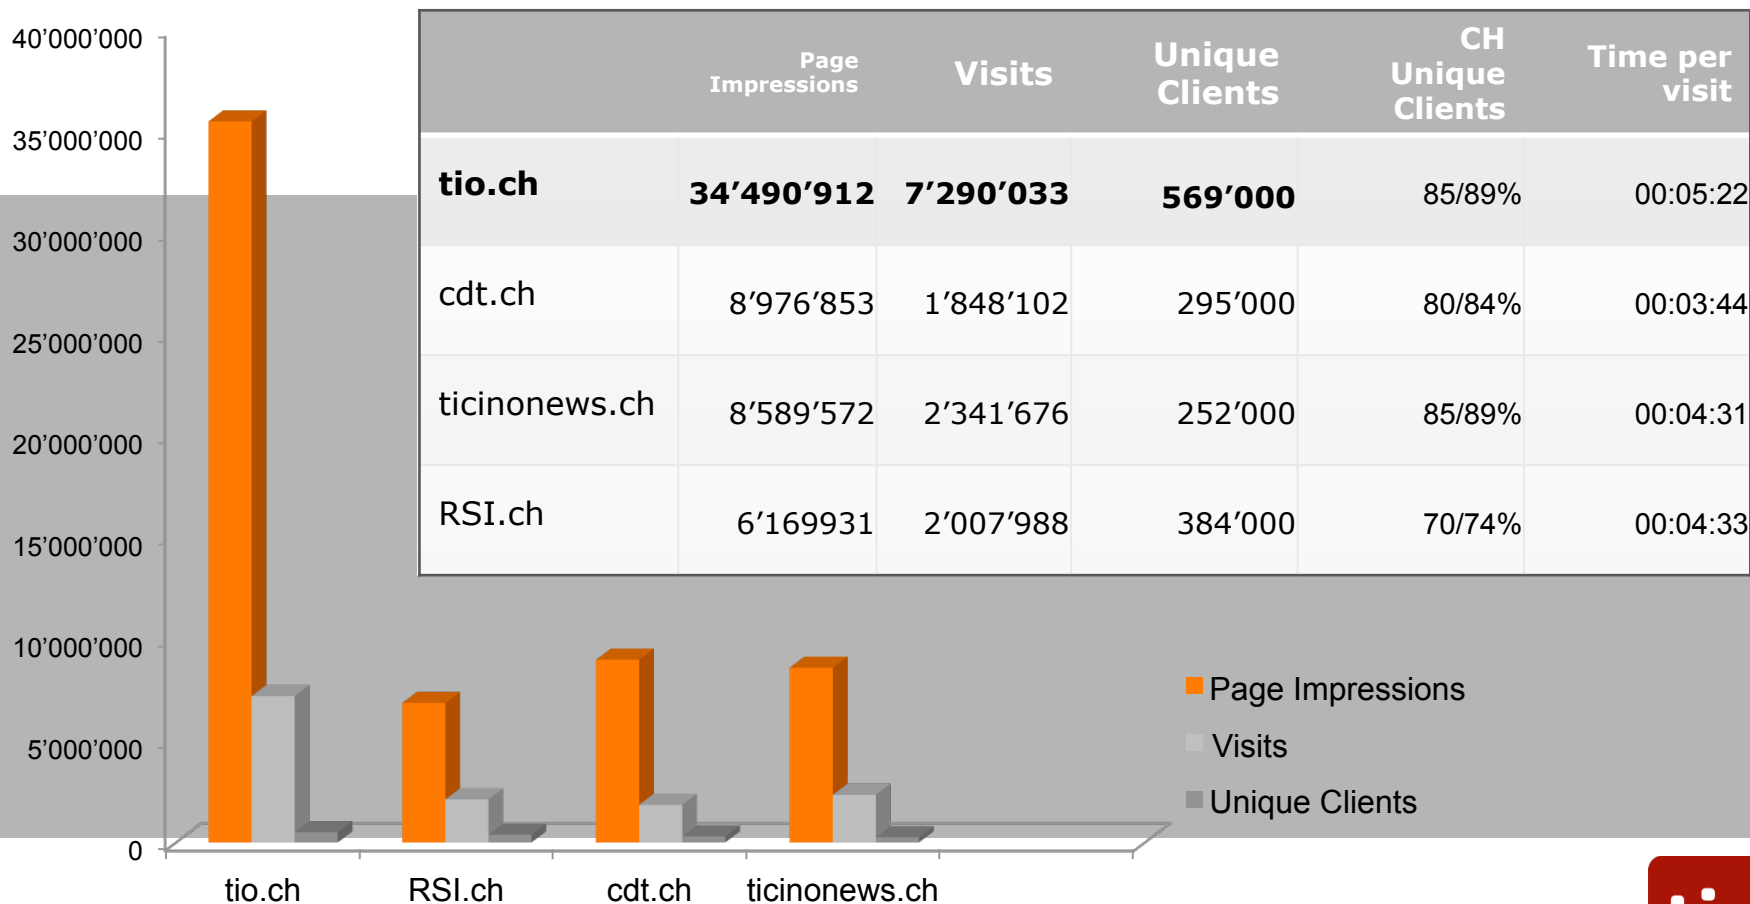 40’000’000
35’000’000
30’000’000
25’000’000
20’000’000
15’000’000
10’000’000
5’000’000
0
Page Impressions Visits Unique Clients CH Unique Clients Time per visit
tio.ch 34’490’912 7’290’033 569’000 85/89% 00:05:22
cdt.ch 8’976’853 1’848’102 295’000 80/84% 00:03:44
ticinonews.ch 8’589’572 2’341’676 252’000 85/89% 00:04:31
RSI.ch 6’169931 2’007’988 384’000 70/74% 00:04:33
Page Impressions
Visits
Unique Clients
tio.ch RSI.ch cdt.ch ticinonews.ch